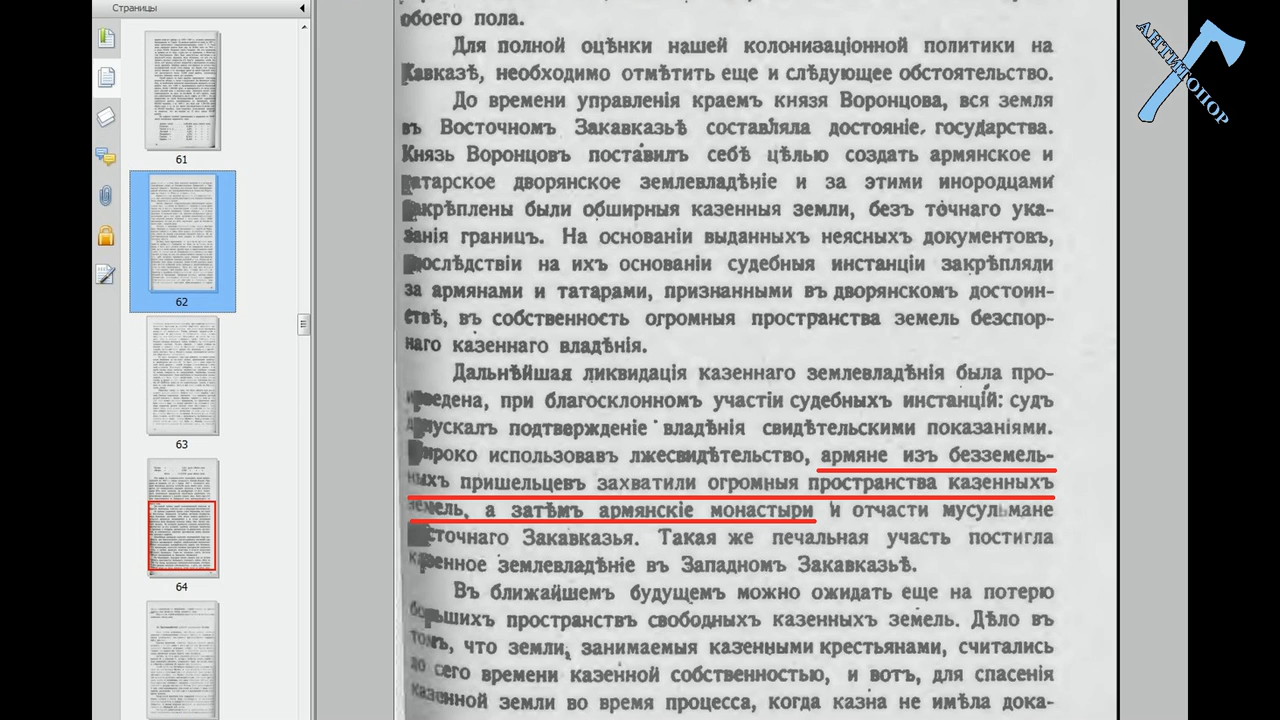 Страницы
61
62
63
64
АНТИТОПОР
обоего пола.
Для полной оценки нашей колонизаціонной политики на
Кавказѣ, необходимо отмѣтить еще и слѣдующее обстоятельство.
До времени управленія краемъ князя Воронцова, вся земля
въ Восточномъ Закавказьѣ составляла достояніе государства.
Князь Воронцовъ поставилъ себѣ цѣлью создать армянское и
татарское дворянское землевладѣніе и за этими инородцами
были огромныя казенныя земли, безъ точнаго ука-
занія границъ. На основаніи выданныхъ неясныхъ документовъ,
впослѣдствіи на основаніи судебныя инстанціи закрѣпляли
за армянами и татарами, признанными въ дворянскомъ достоин-
ствѣ, въ собственность огромныя пространства земель безспор-
наго казеннаго владѣнія.
Дальнѣйшая ликвидація казеннаго землевладѣнія была про-
изведена, при благосклонномъ участіи судебныхъ инстанцій: судъ
допускалъ подтвержденіе владѣнія свидѣтельскими показаніями.
Широко использовавъ лжесвидѣтельство, армяне изъ безземель-
ныхъ пришельцевъ захватили огромныя пространства казенныхъ
земель, а затѣмъ армянскіе монастыри и отчасти мусульмане
Восточнаго Закавказья. Такая же печальная участь постигла
казенное землевладѣніе въ Западномъ Закавказьѣ.
Въ ближайшемъ будущемъ можно ожидать еще на потерю
большихъ пространствъ свободныхъ казенныхъ земель. Дѣло въ
томъ, что земли, занимаемыя казенными крестьянами, считались
до сего времени казенной собственностью, и здѣсь, для спасенія
казенной земли во время процесса, когда казна не имѣла дока-